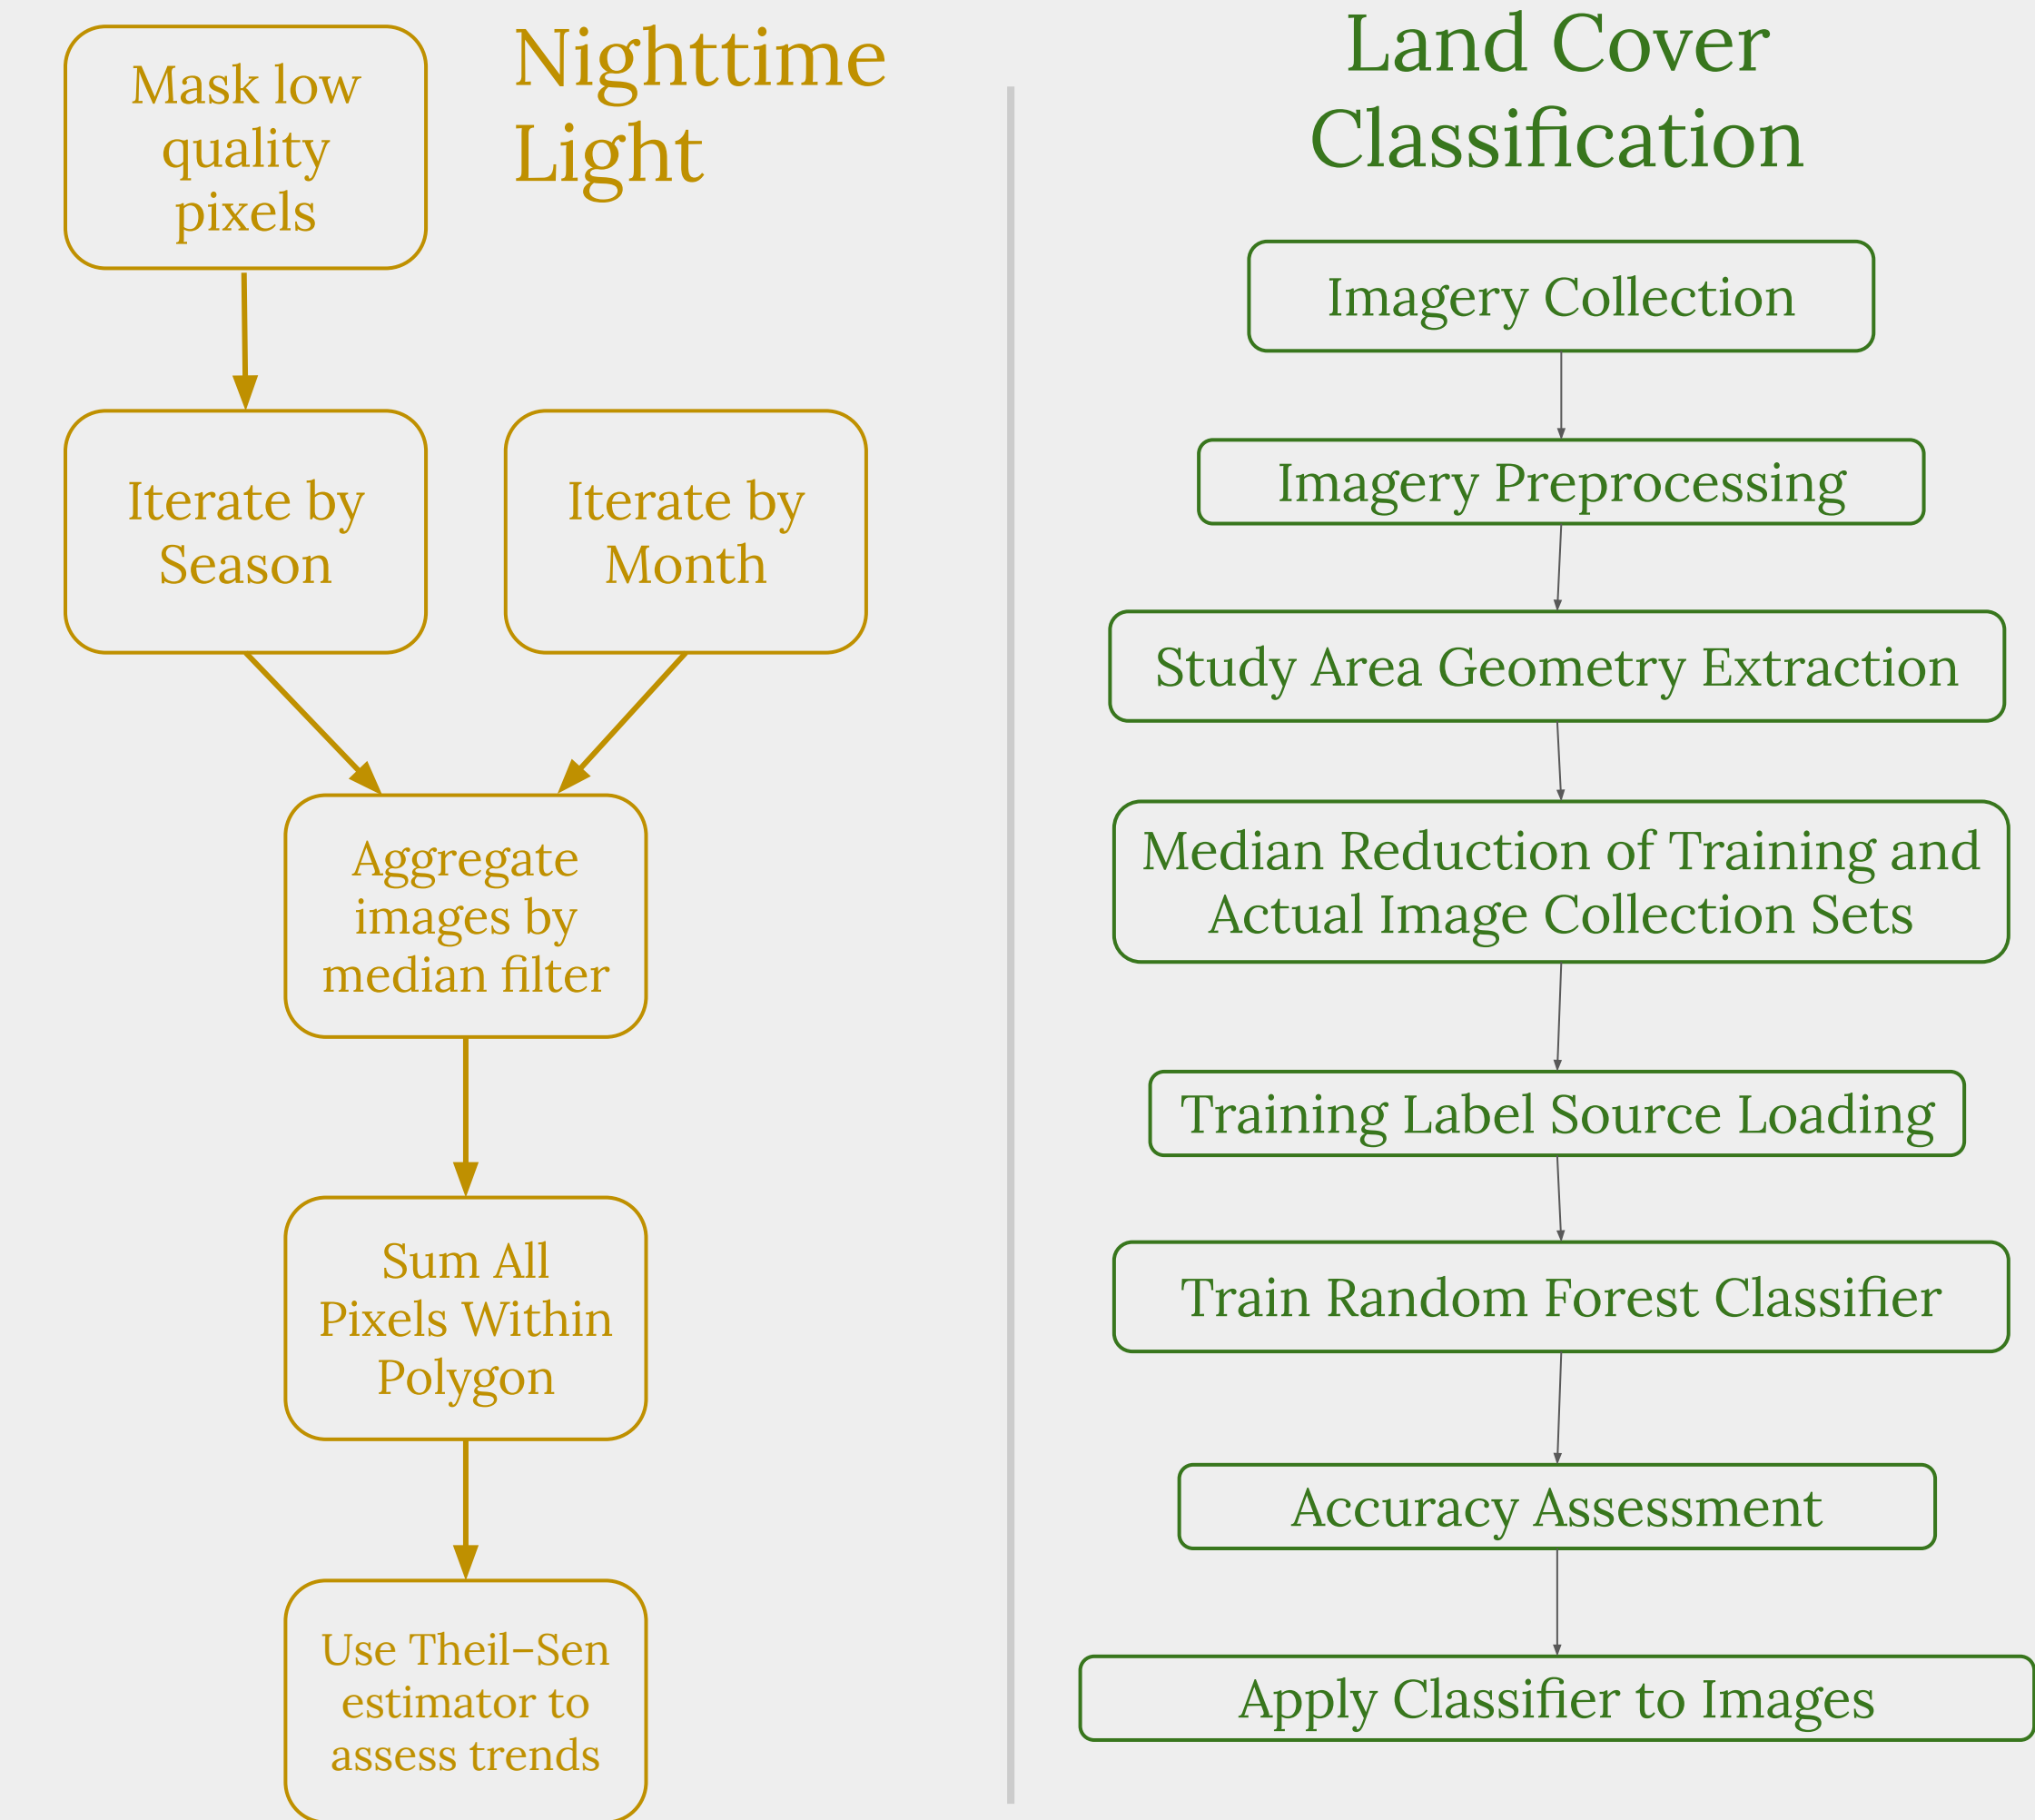 Nighttime
Light
Mask low
quality
pixels
Iterate by
Season
Iterate by
Month
Aggregate
images by
median filter
Sum All
Pixels Within
Polygon
Use Theil–Sen
estimator to
assess trends
Land Cover
Classification
Imagery Collection
Imagery Preprocessing
Study Area Geometry Extraction
Median Reduction of Training and
Actual Image Collection Sets
Training Label Source Loading
Train Random Forest Classifier
Accuracy Assessment
Apply Classifier to Images